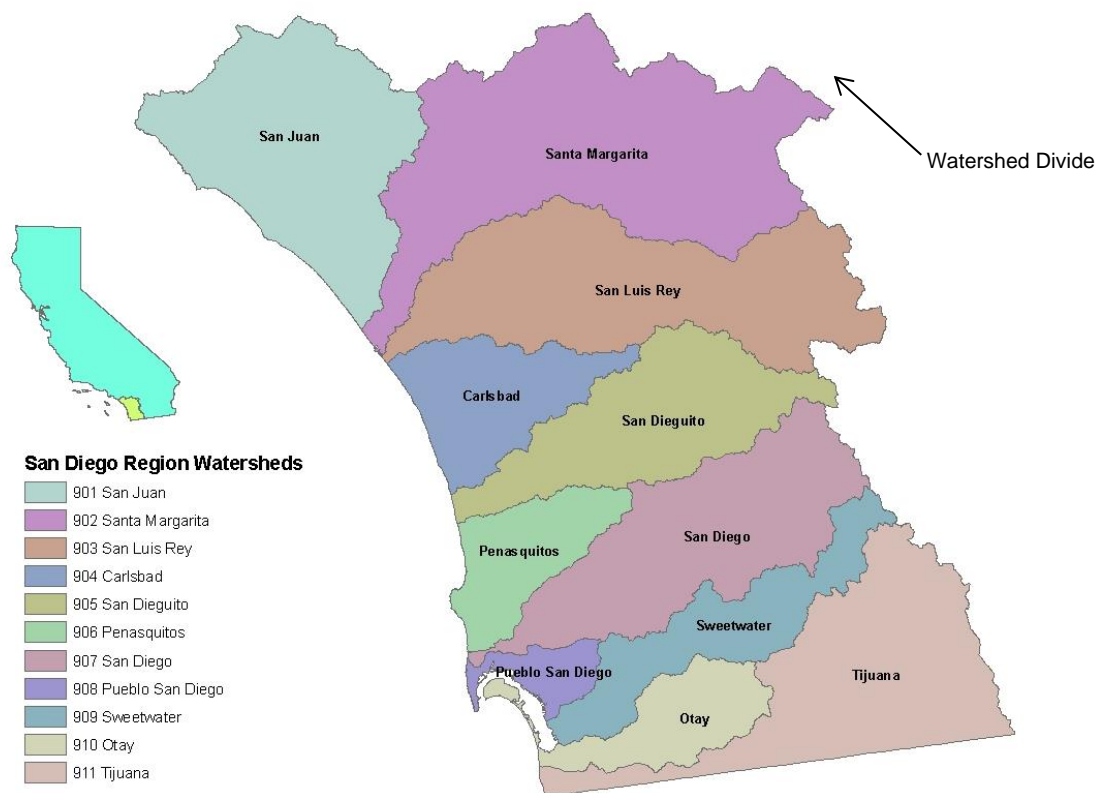 San Juan
Santa Margarita
Watershed Divide
San Luis Rey
Carlsbad
San Dieguito
San Diego
Penasquitos
Sweetwater
Pueblo San Diego
Tijuana
Otay
San Diego Region Watersheds
901 San Juan
902 Santa Margarita
903 San Luis Rey
904 Carlsbad
905 San Dieguito
906 Penasquitos
907 San Diego
908 Pueblo San Diego
909 Sweetwater
910 Otay
911 Tijuana